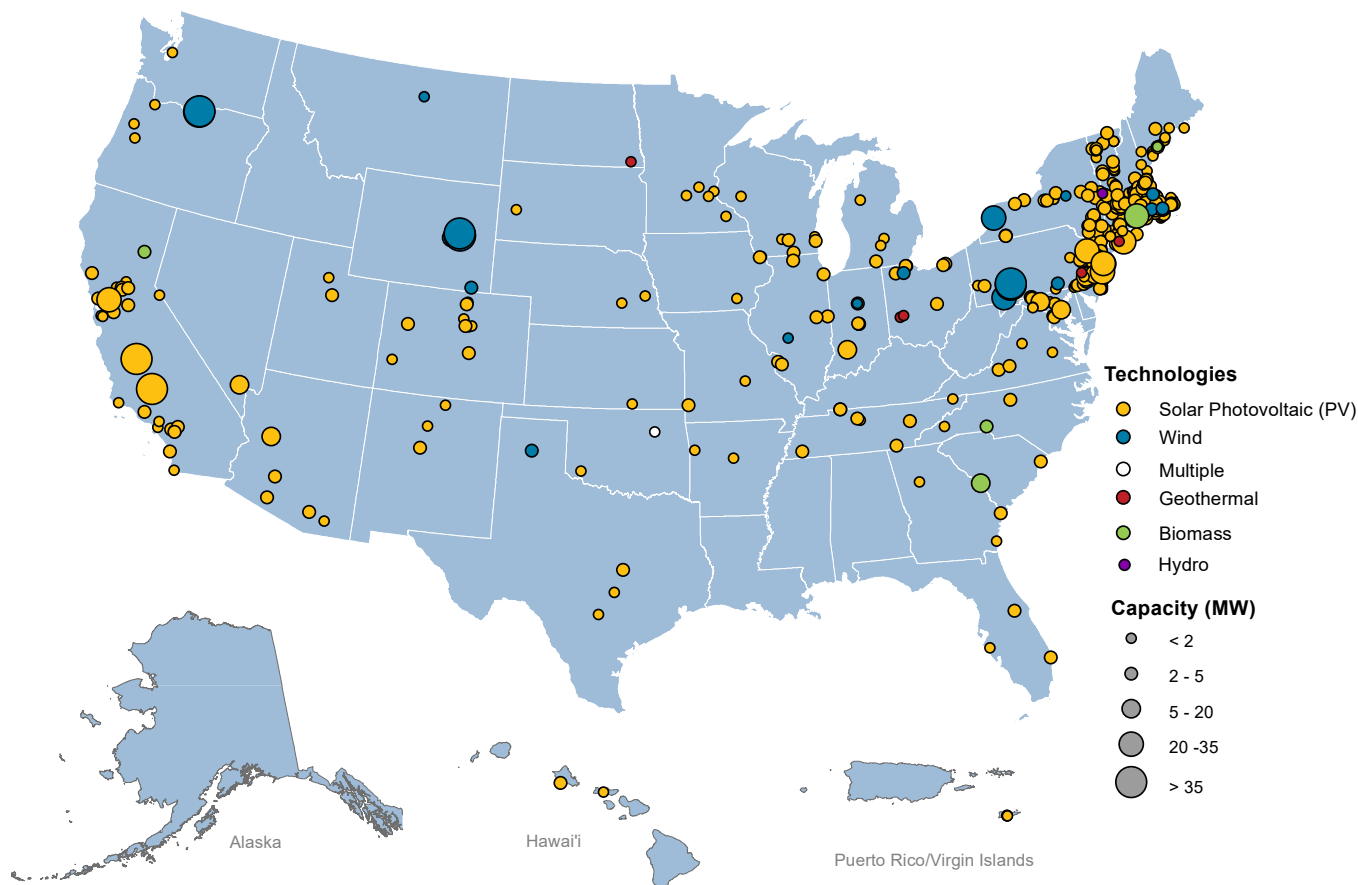 Technologies
Solar Photovoltaic (PV)
Wind
Multiple
Geothermal
Biomass
Hydro
Capacity (MW)
< 2
2 - 5
5 - 20
20 -35
> 35
Alaska
Hawai'i
Puerto Rico/Virgin Islands